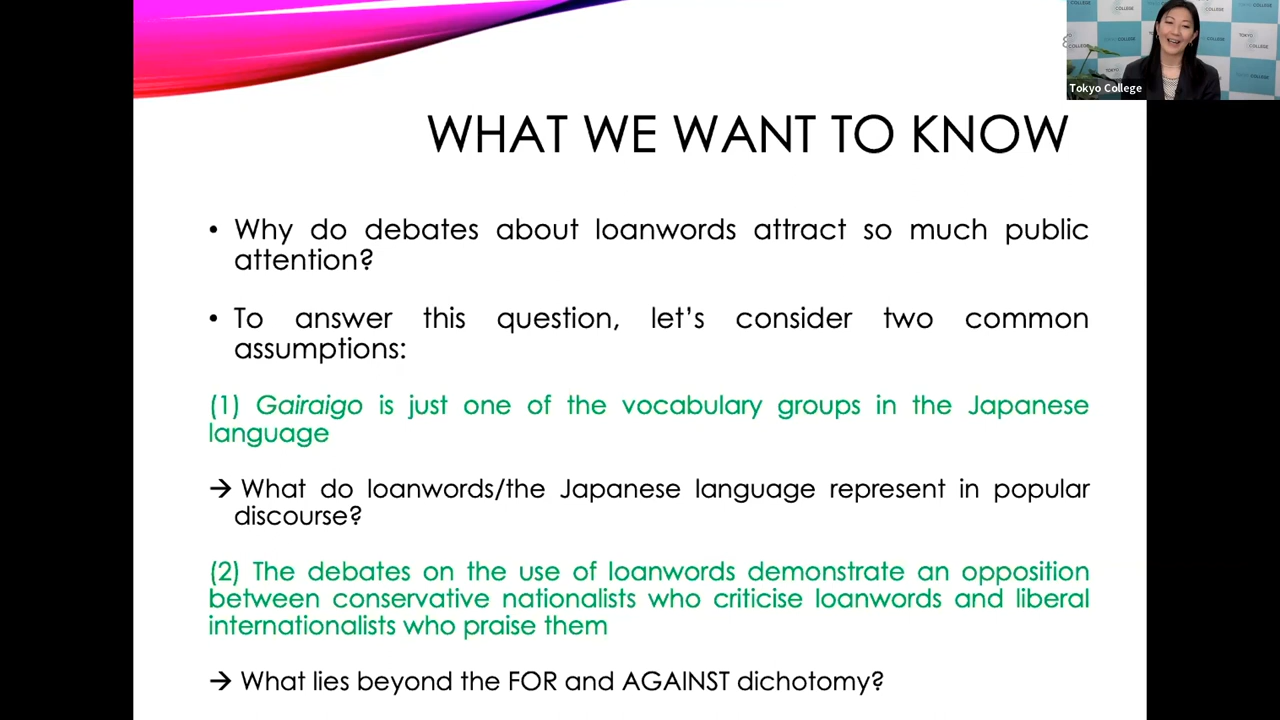 WHAT WE WANT TO KNOW
Tokyo College
• Why do debates about loanwords attract so much public
attention?
• To answer this question, let's consider two common
assumptions:
(1) Gairaigo is just one of the vocabulary groups in the Japanese
language
→ What do loanwords/the Japanese language represent in popular
discourse?
(2) The debates on the use of loanwords demonstrate an opposition
between conservative nationalists who criticise loanwords and liberal
internationalists who praise them
→ What lies beyond the FOR and AGAINST dichotomy?